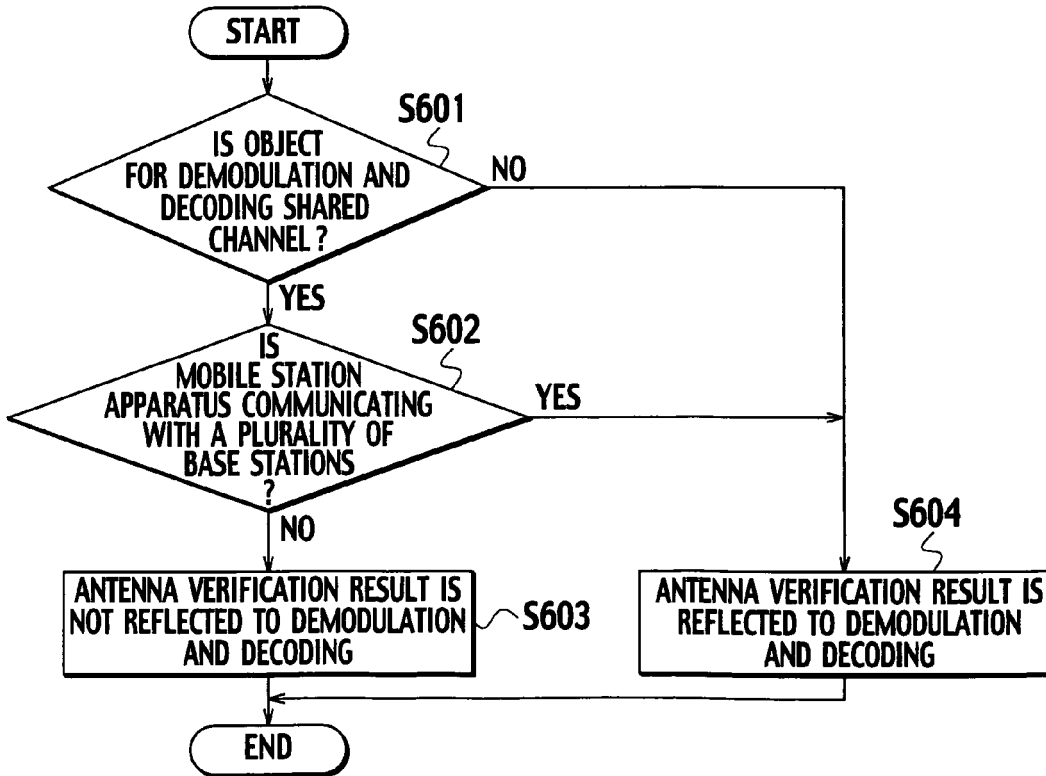 START
S601
IS OBJECT
FOR DEMODULATION AND
DECODING SHARED
CHANNEL?
NO
YES
S602
IS
MOBILE STATION
APPARATUS COMMUNICATING
WITH A PLURALITY OF
BASE STATIONS
?
YES
NO
S604
ANTENNA VERIFICATION RESULT IS
NOT REFLECTED TO DEMODULATION
AND DECODING
S603
ANTENNA VERIFICATION RESULT IS
REFLECTED TO DEMODULATION
AND DECODING
END